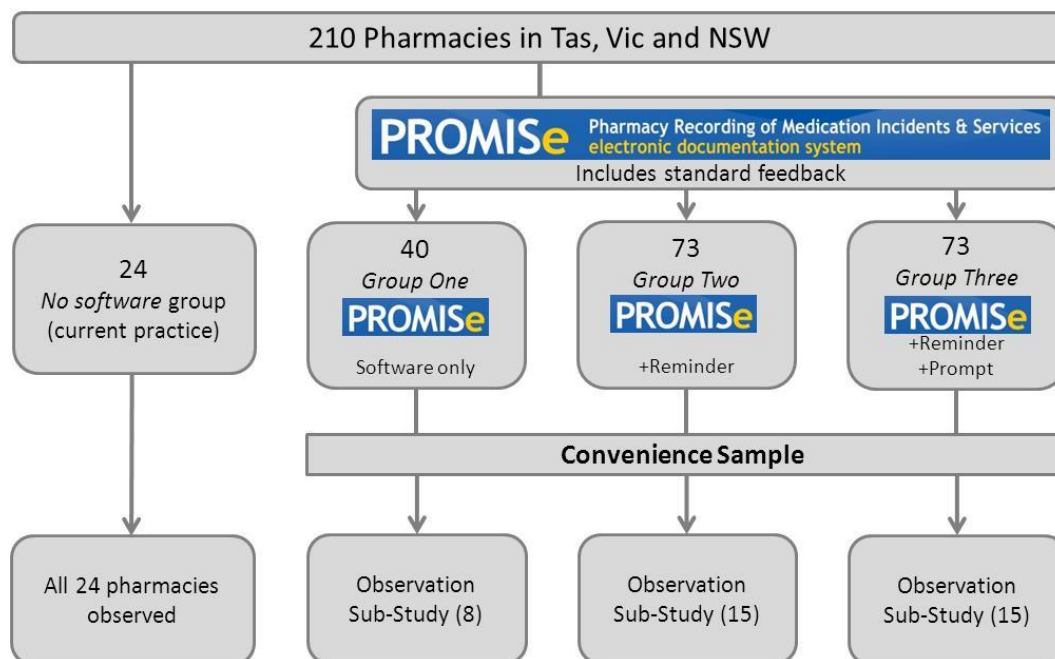 210 Pharmacies in Tas, Vic and NSW
PROMISe Pharmacy Recording of Medication Incidents & Services
electronic documentation system
Includes standard feedback
24
No software group
(current practice)
40
Group One
PROMISe
Software only
73
Group Two
PROMISe
+Reminder
73
Group Three
PROMISe
+Reminder
+Prompt
Convenience Sample
All 24 pharmacies
observed
Observation
Sub-Study (8)
Observation
Sub-Study (15)
Observation
Sub-Study (15)